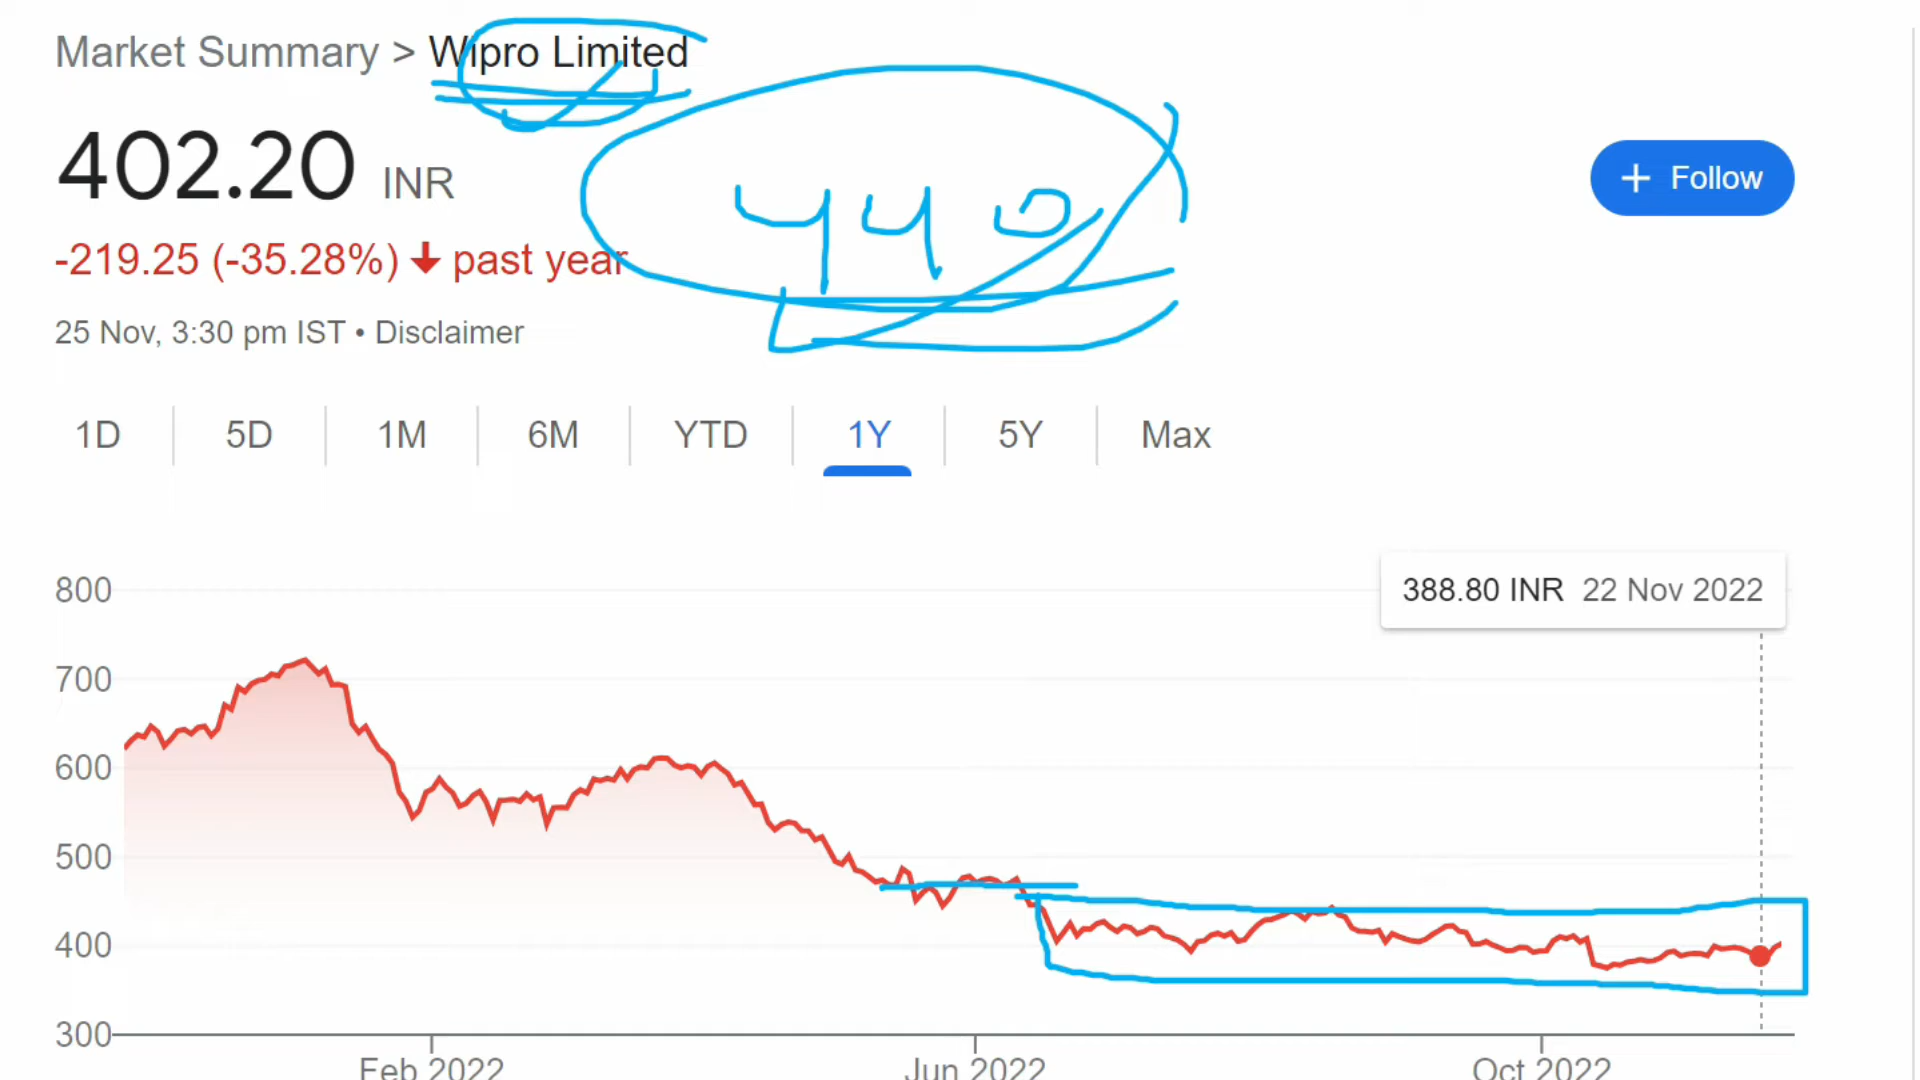 Market Summary > Wipro Limited
402.20 INR
440
+ Follow
-219.25 (-35.28%) ↓ past year
25 Nov, 3:30 pm IST • Disclaimer
1D 5D 1M 6M YTD 1Y 5Y Max
388.80 INR 22 Nov 2022
800
700
600
500
400
300
Feb 2022 Jun 2022 Oct 2022